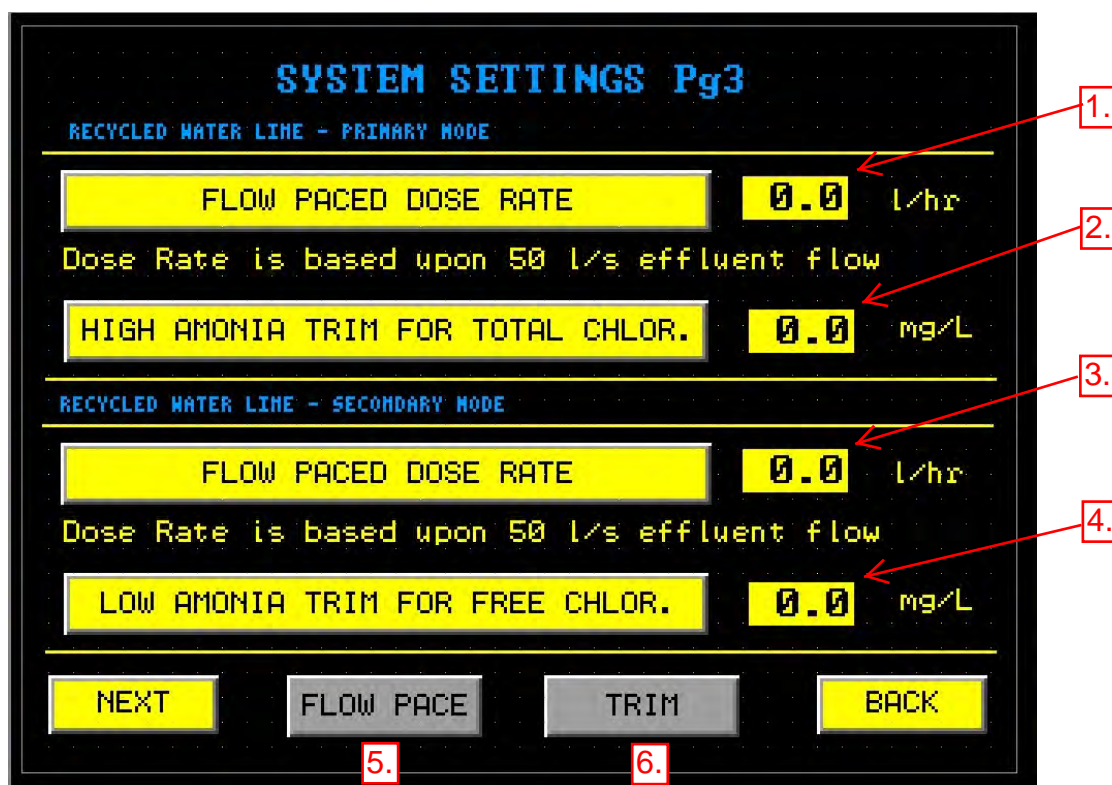 SYSTEM SETTINGS Pg3
1.
RECYCLED WATER LINE - PRIMARY MODE
FLOW PACED DOSE RATE 0.0 l/hr
2.
Dose Rate is based upon 50 l/s effluent flow
HIGH AMONIA TRIM FOR TOTAL CHLOR. 0.0 mg/L
3.
RECYCLED WATER LINE - SECONDARY MODE
FLOW PACED DOSE RATE 0.0 l/hr
4.
Dose Rate is based upon 50 l/s effluent flow
LOW AMONIA TRIM FOR FREE CHLOR. 0.0 mg/L
NEXT FLOW PACE TRIM BACK
5. 6.